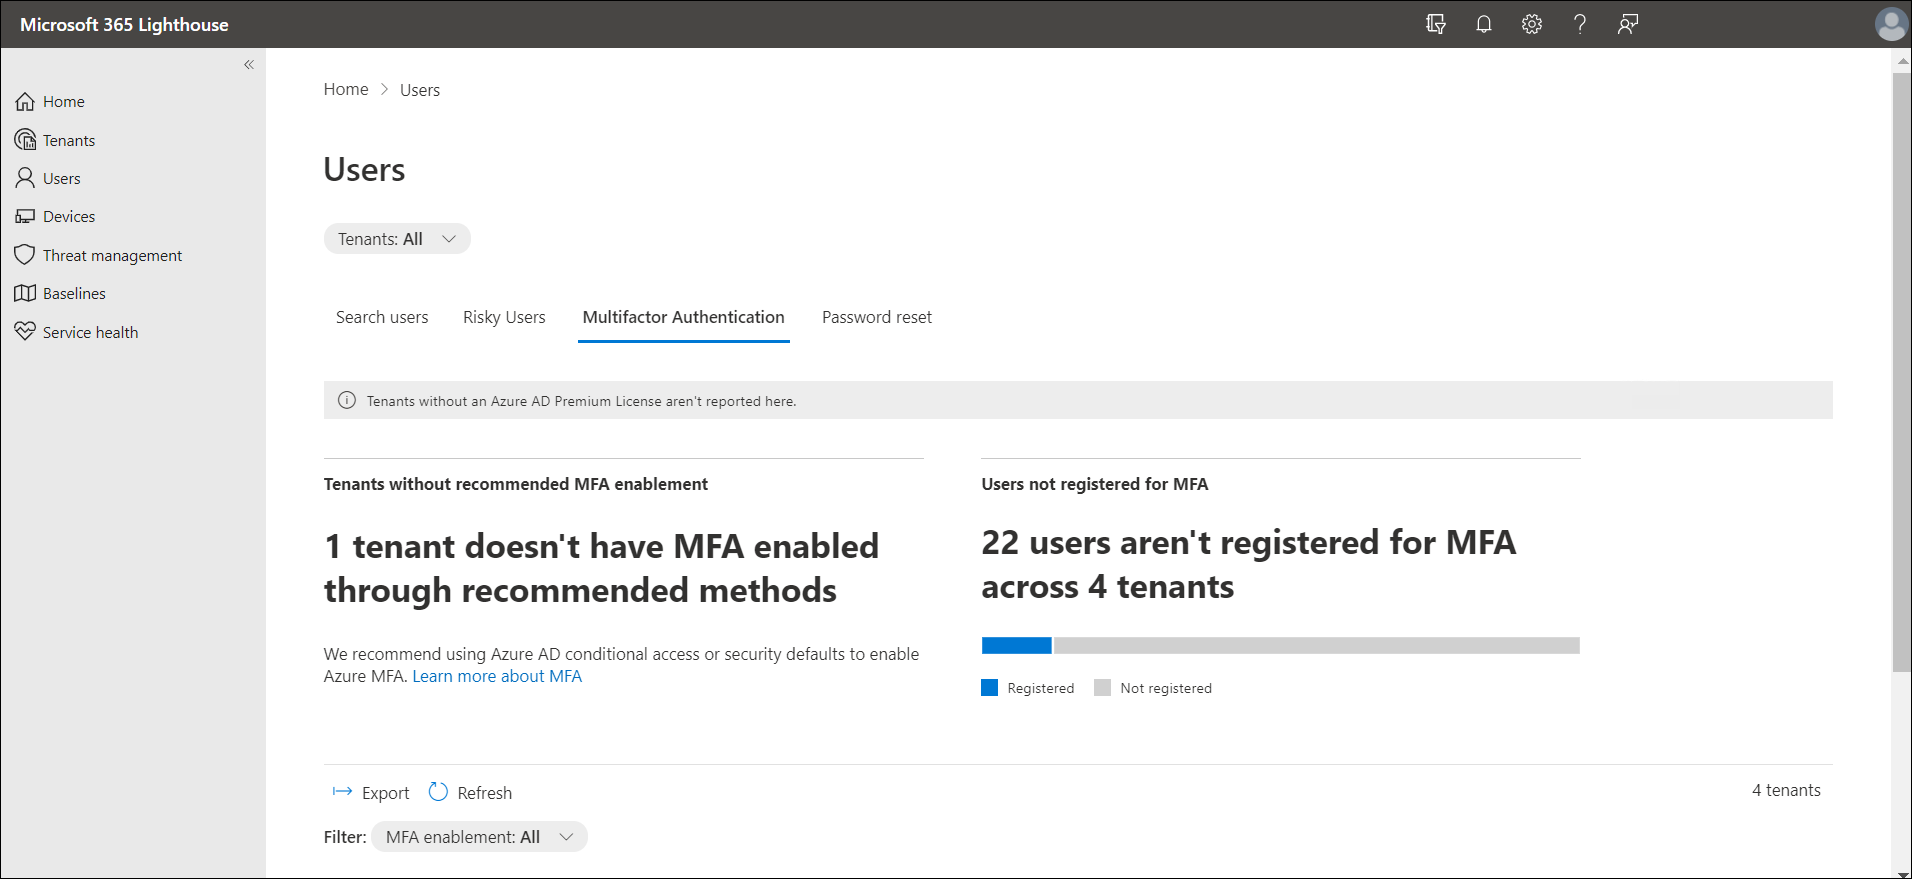 Microsoft 365 Lighthouse
Home
Tenants
Users
Devices
Threat management
Baselines
Service health
Home > Users
Users
Tenants: All
Search users
Risky Users
Multifactor Authentication
Password reset
Tenants without an Azure AD Premium License aren't reported here.
Tenants without recommended MFA enablement
1 tenant doesn't have MFA enabled
through recommended methods
We recommend using Azure AD conditional access or security defaults to enable
Azure MFA. Learn more about MFA
Users not registered for MFA
22 users aren't registered for MFA
across 4 tenants
Registered
Not registered
Export
Refresh
4 tenants
Filter: MFA enablement: All